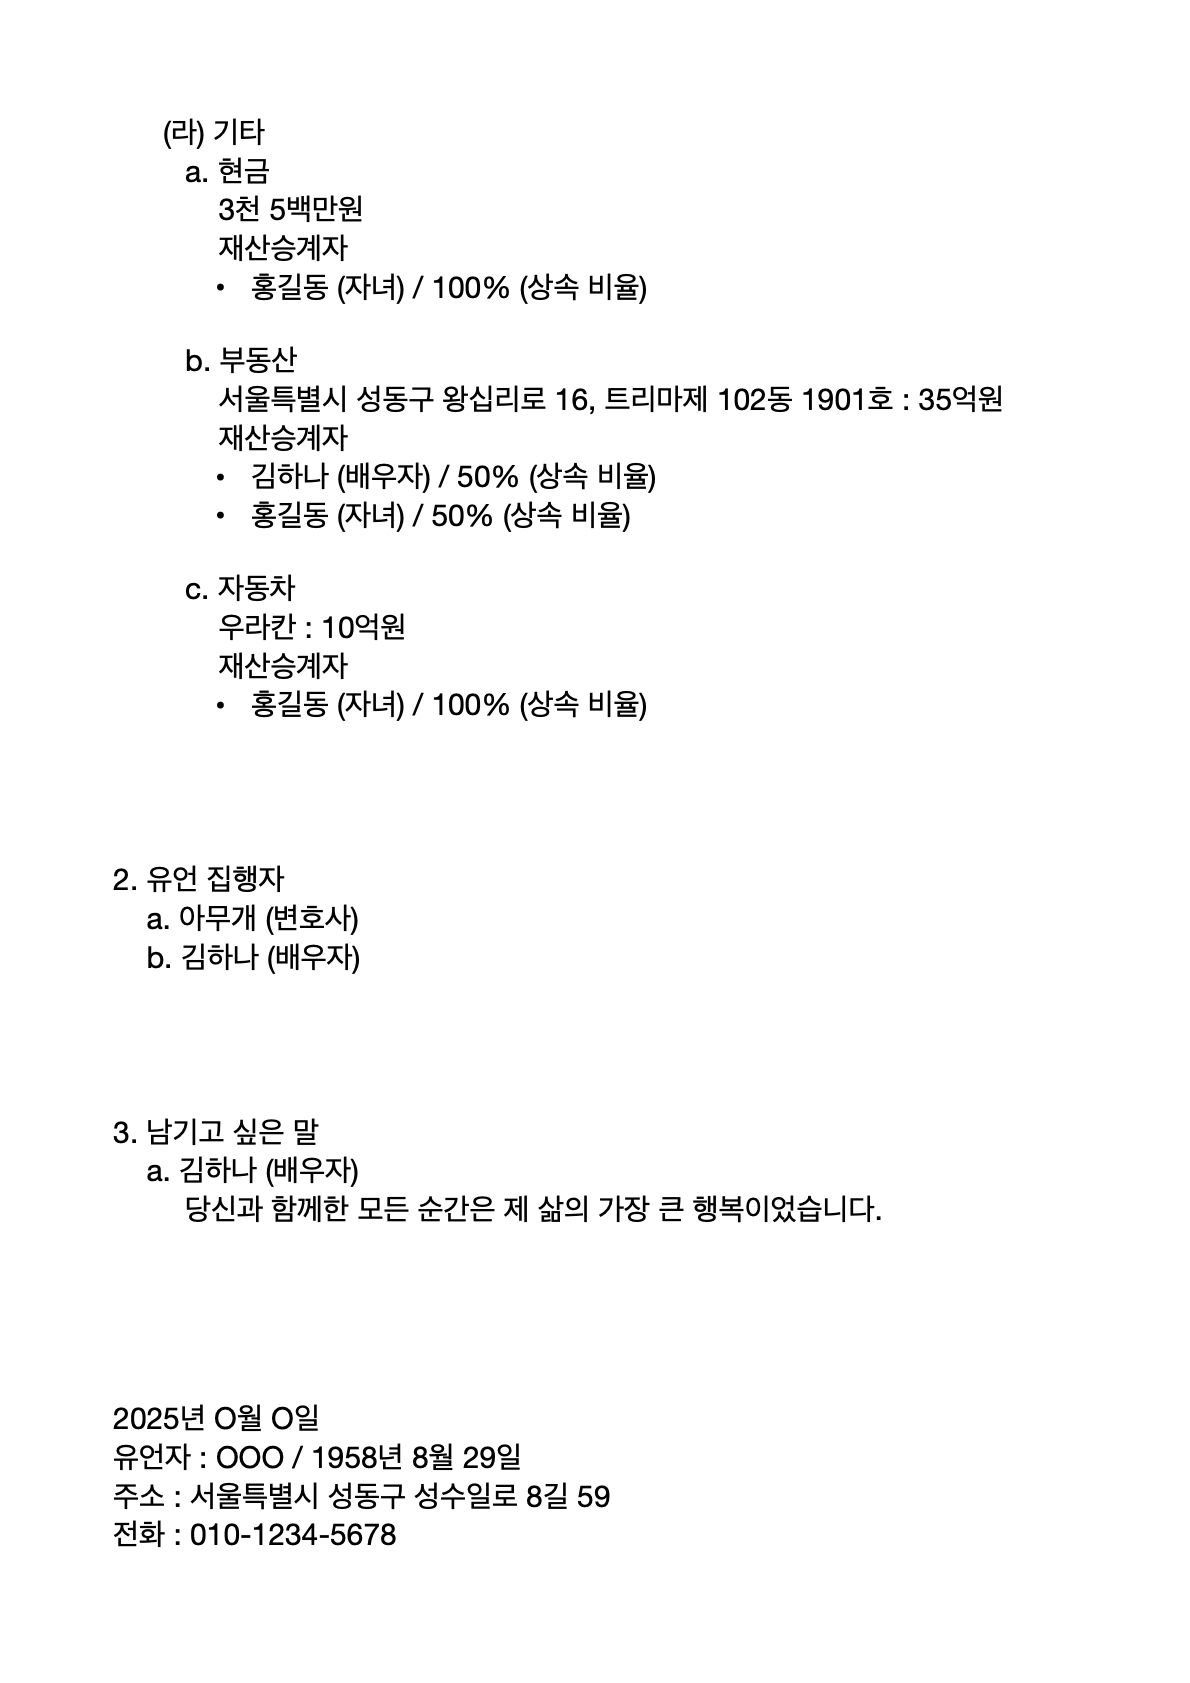 (라) 기타
a. 현금
3천 5백만원
재산승계자
• 홍길동 (자녀) / 100% (상속 비율)
b. 부동산
서울특별시 성동구 왕십리로 16, 트리마제 102동 1901호 : 35억원
재산승계자
• 김하나 (배우자) / 50% (상속 비율)
• 홍길동 (자녀) / 50% (상속 비율)
c. 자동차
우라칸 : 10억원
재산승계자
• 홍길동 (자녀) / 100% (상속 비율)
2. 유언 집행자
a. 아무개 (변호사)
b. 김하나 (배우자)
3. 남기고 싶은 말
a. 김하나 (배우자)
당신과 함께한 모든 순간은 제 삶의 가장 큰 행복이었습니다.
2025년 O월 O일
유언자 : OOO / 1958년 8월 29일
주소 : 서울특별시 성동구 성수일로 8길 59
전화 : 010-1234-5678